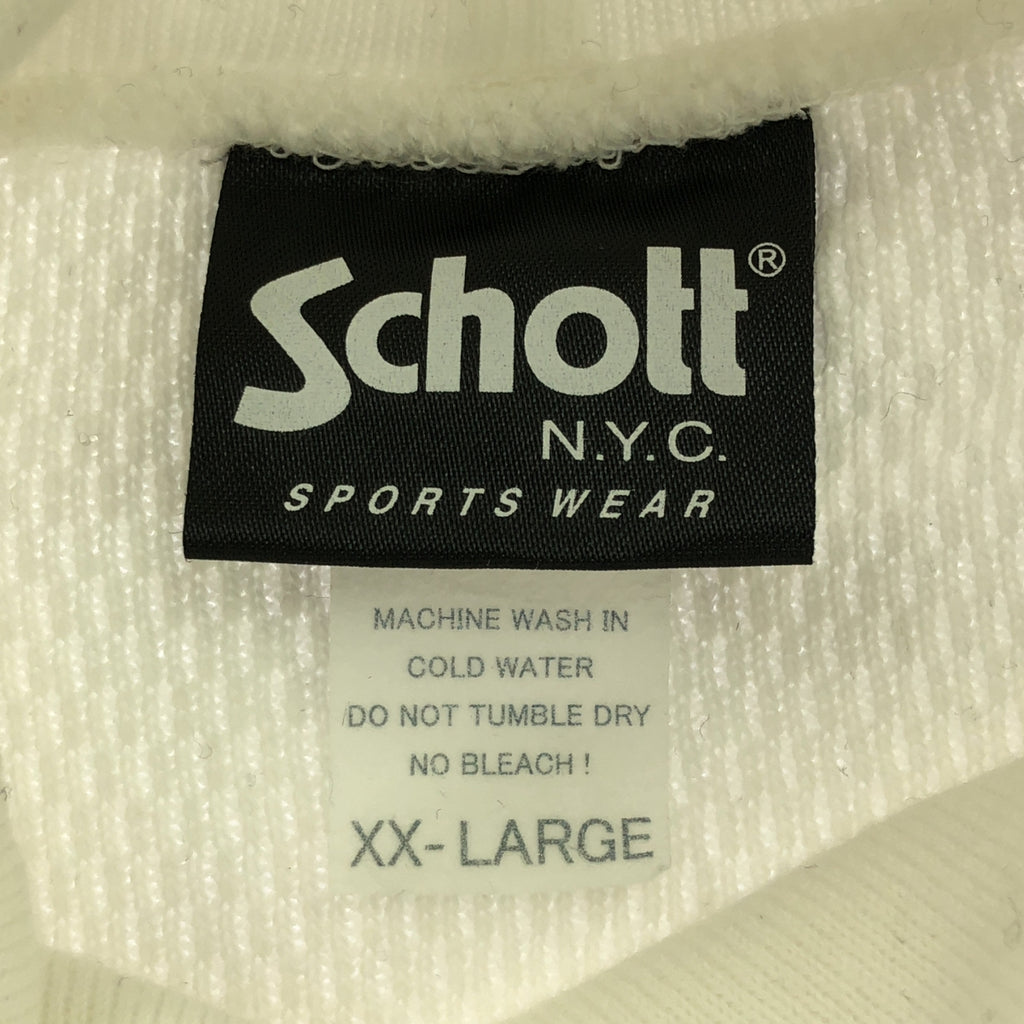 Schott®
N.Y.C.
SPORTS WEAR
MACHINE WASH IN
COLD WATER
DO NOT TUMBLE DRY
NO BLEACH !
XX-LARGE